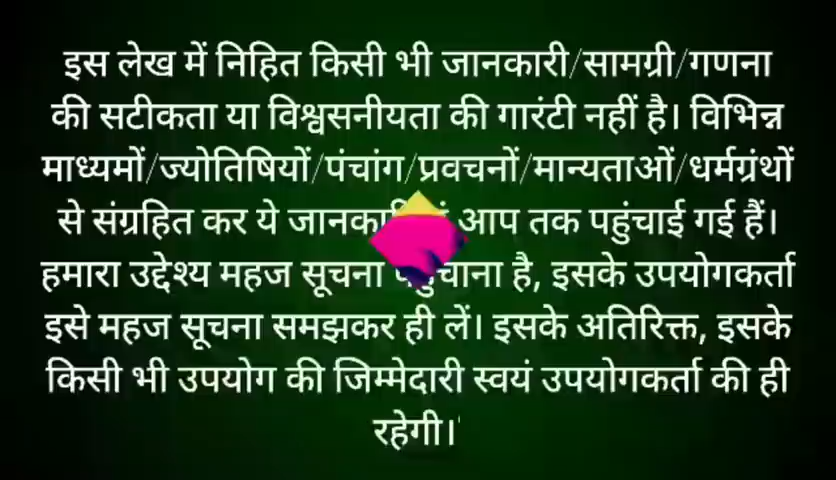 इस लेख में निहित किसी भी जानकारी/सामग्री/गणना
की सटीकता या विश्वसनीयता की गारंटी नहीं है। विभिन्न
माध्यमों/ज्योतिषियों/पंचांग/प्रवचनों/मान्यताओं/धर्मग्रंथों
से संग्रहित कर ये आप तक पहुंचाई गई हैं।
हमारा उद्देश्य महज सूचना है, इसके उपयोगकर्ता
इसे महज सूचना समझकर ही लें। इसके अतिरिक्त, इसके
किसी भी उपयोग की जिम्मेदारी स्वयं उपयोगकर्ता की ही
रहेगी।'